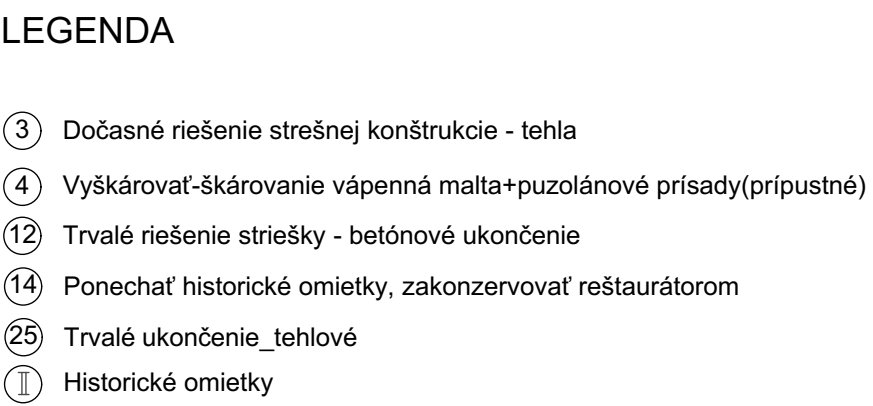 LEGENDA
3 Dočasné riešenie strešnej konštrukcie - tehla
4 Vyškárovať-škárovanie vápenná malta+puzolánové prísady(prípustné)
12 Trvalé riešenie striešky - betónové ukončenie
14 Ponechať historické omietky, zakonzervovať reštaurátorom
25 Trvalé ukončenie_tehlové
II Historické omietky